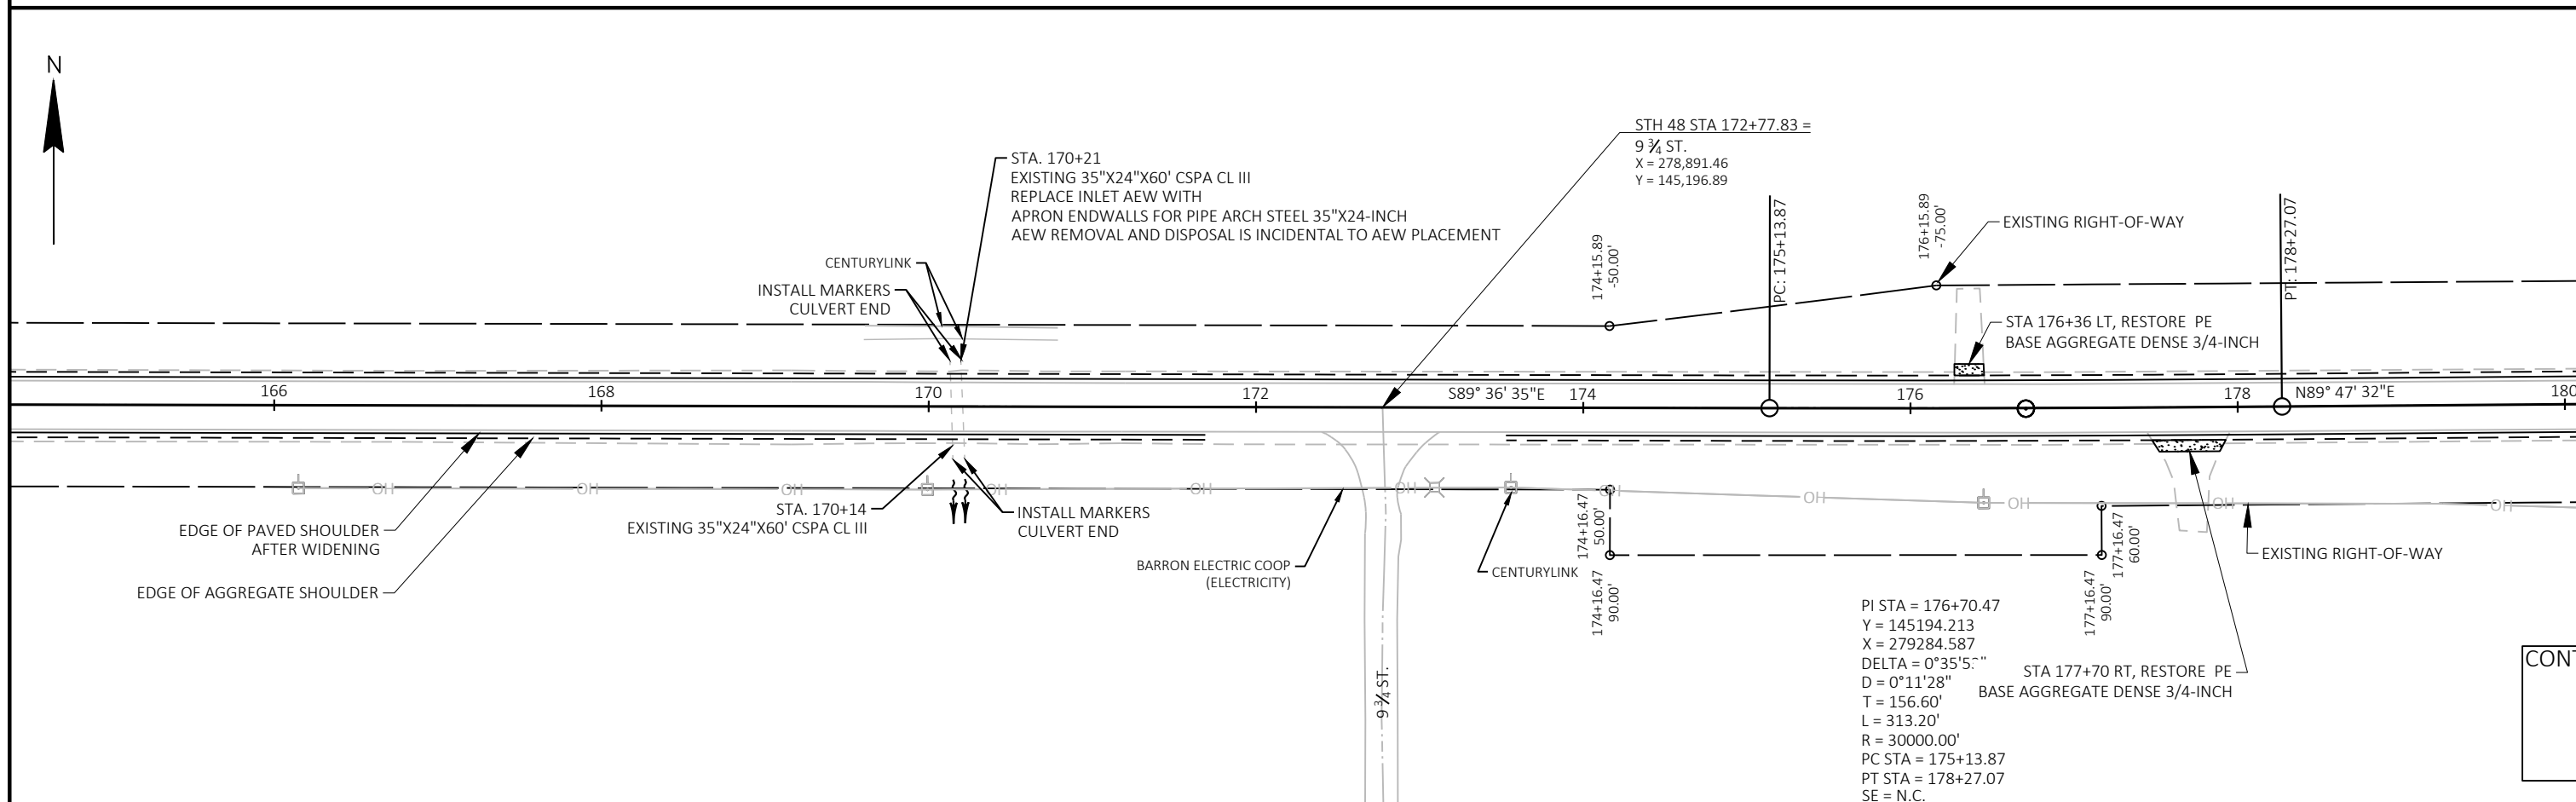 N
STH 48 STA 172+77.83 =
9 3/4 ST.
X = 278,891.46
Y = 145,196.89
STA. 170+21
EXISTING 35"X24"X60' CSPA CL III
REPLACE INLET AEW WITH
APRON ENDWALLS FOR PIPE ARCH STEEL 35"X24-INCH
AEW REMOVAL AND DISPOSAL IS INCIDENTAL TO AEW PLACEMENT
CENTURYLINK
INSTALL MARKERS
CULVERT END
174+15.89
-50.00'
PC: 175+13.87
176+15.89
-75.00'
EXISTING RIGHT-OF-WAY
PT: 178+27.07
STA 176+36 LT, RESTORE PE
BASE AGGREGATE DENSE 3/4-INCH
166
168
170
172
S89° 36' 35"E
174
176
178
N89° 47' 32"E
180
OH
OH
OH
OH
OH
OH
OH
OH
OH
OH
OH
EDGE OF PAVED SHOULDER
AFTER WIDENING
EDGE OF AGGREGATE SHOULDER
STA. 170+14
EXISTING 35"X24"X60' CSPA CL III
INSTALL MARKERS
CULVERT END
BARRON ELECTRIC COOP
(ELECTRICITY)
CENTURYLINK
174+16.47
50.00'
174+16.47
90.00'
177+16.47
60.00'
177+16.47
90.00'
EXISTING RIGHT-OF-WAY
9 3/4 ST.
PI STA = 176+70.47
Y = 145194.213
X = 279284.587
DELTA =
D = 0°11'28"
T = 156.60'
L = 313.20'
R = 30000.00'
PC STA = 175+13.87
PT STA = 178+27.07
SE = N.C.
STA 177+70 RT, RESTORE PE
BASE AGGREGATE DENSE 3/4-INCH
CONT